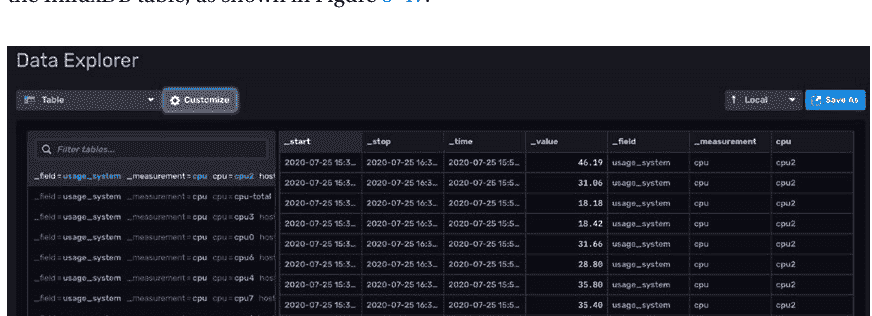 the InfluxDB table, as shown in Figure
Data Explorer
Table Customize Local Save As
Filter tables...
_start _stop _time _value _field _measurement cpu
_field = usage_system _measurement = cpu cpu = cpu2 host
_field = usage_system _measurement = cpu cpu = cpu-total
_field = usage_system _measurement = cpu cpu = cpu3 host
_field = usage_system _measurement = cpu cpu = cpu0 host
_field = usage_system _measurement = cpu cpu = cpu6 host
_field = usage_system _measurement = cpu cpu = cpu4 host
_field = usage_system _measurement = cpu cpu = cpu7 host
2020-07-25 15:3... 2020-07-25 16:3... 2020-07-25 15:5... 46.19 usage_system cpu cpu2
2020-07-25 15:3... 2020-07-25 16:3... 2020-07-25 15:5... 31.06 usage_system cpu cpu2
2020-07-25 15:3... 2020-07-25 16:3... 2020-07-25 15:5... 18.18 usage_system cpu cpu2
2020-07-25 15:3... 2020-07-25 16:3... 2020-07-25 15:5... 18.42 usage_system cpu cpu2
2020-07-25 15:3... 2020-07-25 16:3... 2020-07-25 15:5... 31.66 usage_system cpu cpu2
2020-07-25 15:3... 2020-07-25 16:3... 2020-07-25 15:5... 28.80 usage_system cpu cpu2
2020-07-25 15:3... 2020-07-25 16:3... 2020-07-25 15:5... 35.80 usage_system cpu cpu2
2020-07-25 15:3... 2020-07-25 16:3... 2020-07-25 15:5... 35.40 usage_system cpu cpu2